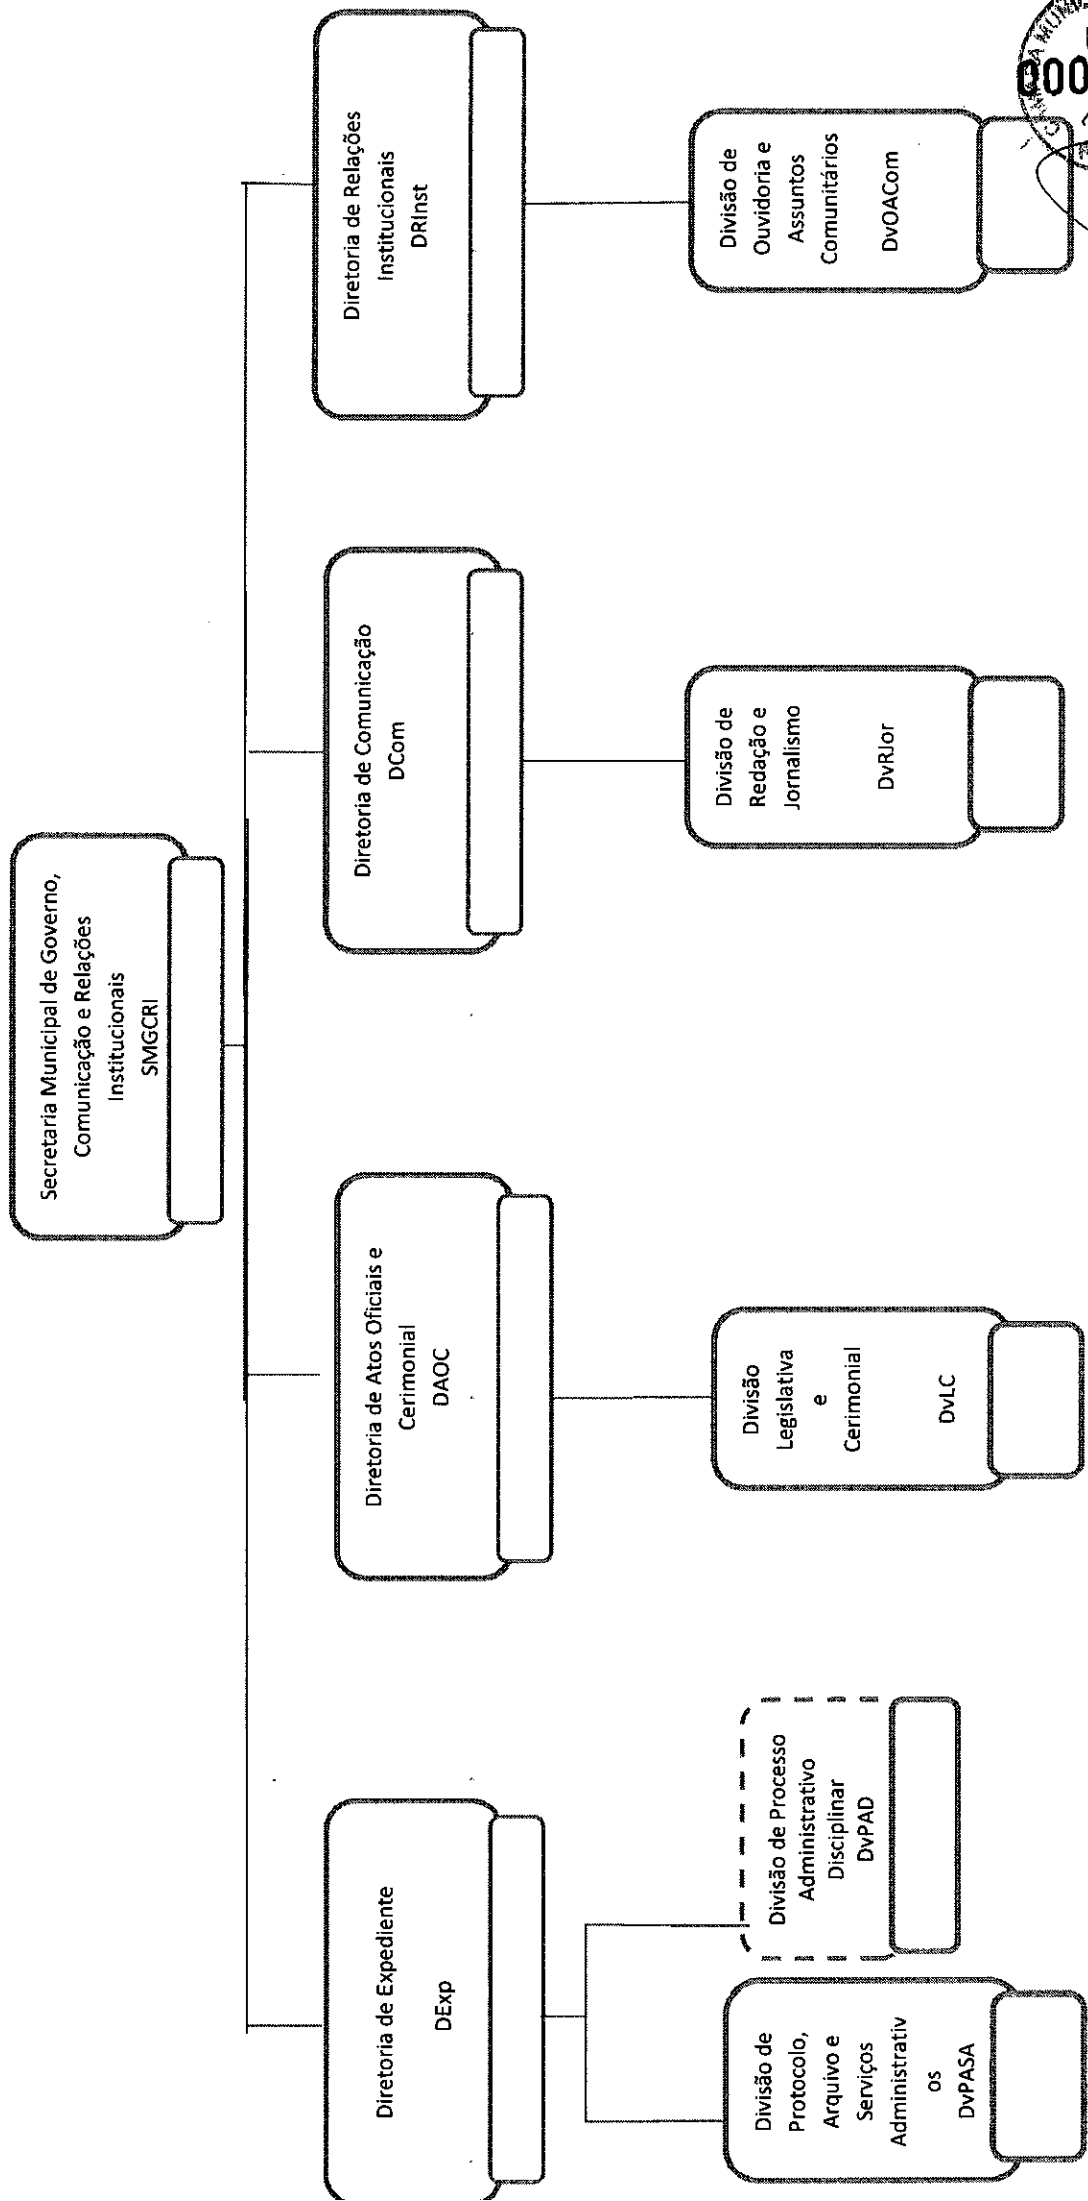 Secretaria Municipal de Governo,
Comunicação e Relações
Institucionais
SMGCRI
Diretoria de Expediente
DExp
Diretoria de Atos Oficiais e
Cerimonial
DAOC
Diretoria de Comunicação
DCom
Diretoria de Relações
Institucionais
DRInst
Divisão de
Protocolo,
Arquivo e
Serviços
Administrativ
os
DvPASA
Divisão de Processo
Administrativo
Disciplinar
DvPAD
Divisão
Legislativa
e
Cerimonial
DvLC
Divisão de
Redação e
Jornalismo
DvRJor
Divisão de
Ouvidoria e
Assuntos
Comunitários
DvOACom
000